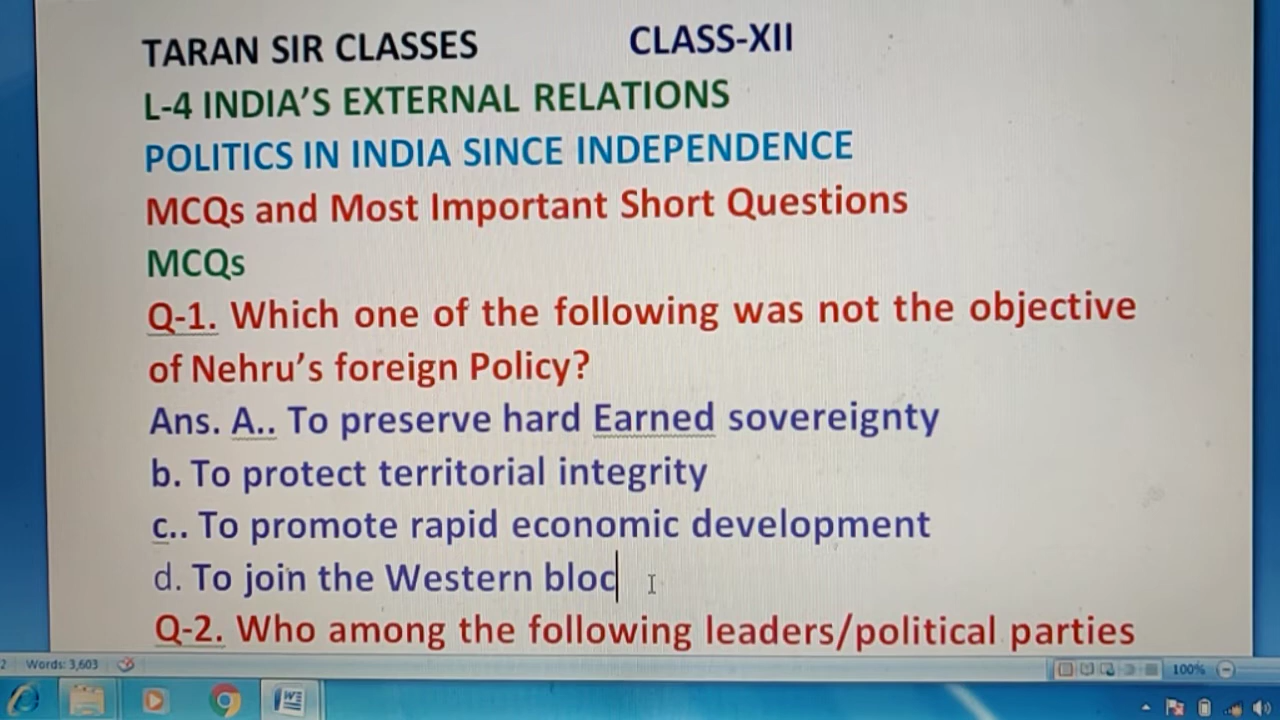 TARAN SIR CLASSES CLASS-XII
L-4 INDIA'S EXTERNAL RELATIONS
POLITICS IN INDIA SINCE INDEPENDENCE
MCQs and Most Important Short Questions
MCQs
Q-1. Which one of the following was not the objective
of Nehru's foreign Policy?
Ans. A.. To preserve hard Earned sovereignty
b. To protect territorial integrity
c.. To promote rapid economic development
d. To join the Western bloc
Q-2. Who among the following leaders/political parties
2 Words: 3,603 100%